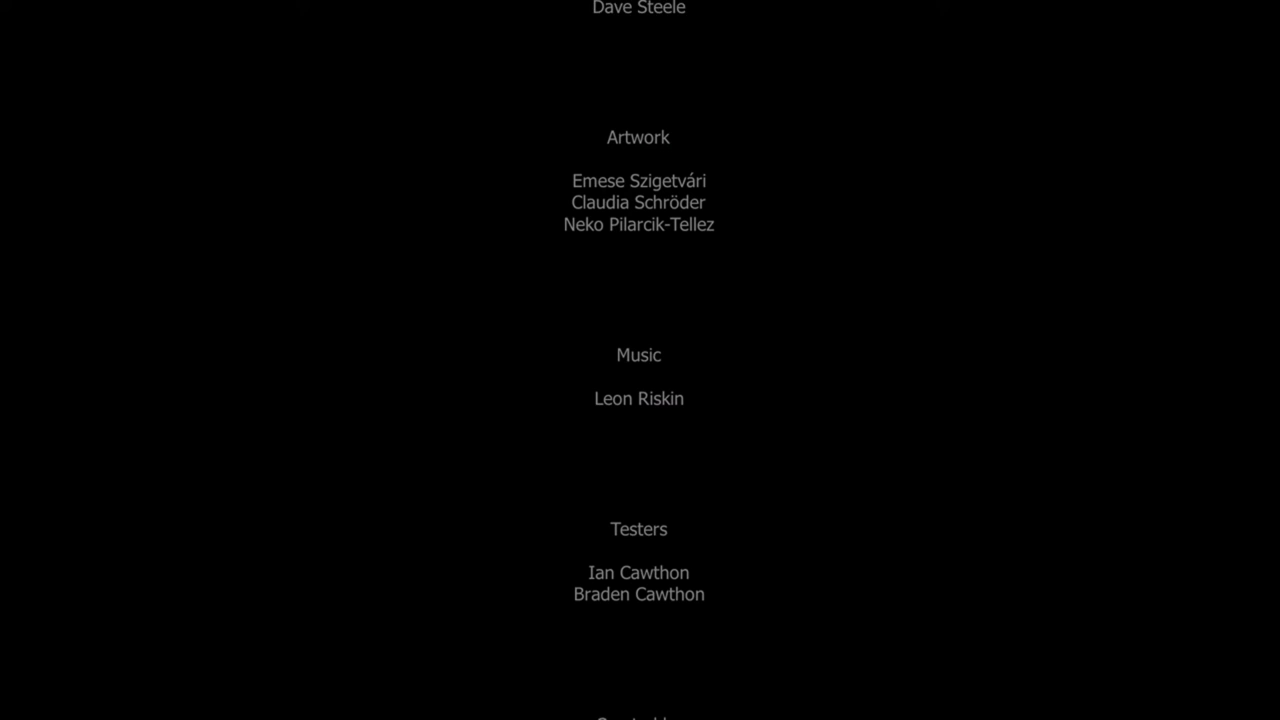 Dave Steele
Artwork
Emese Szigetvári
Claudia Schröder
Neko Pilarcik-Tellez
Music
Leon Riskin
Testers
Ian Cawthon
Braden Cawthon